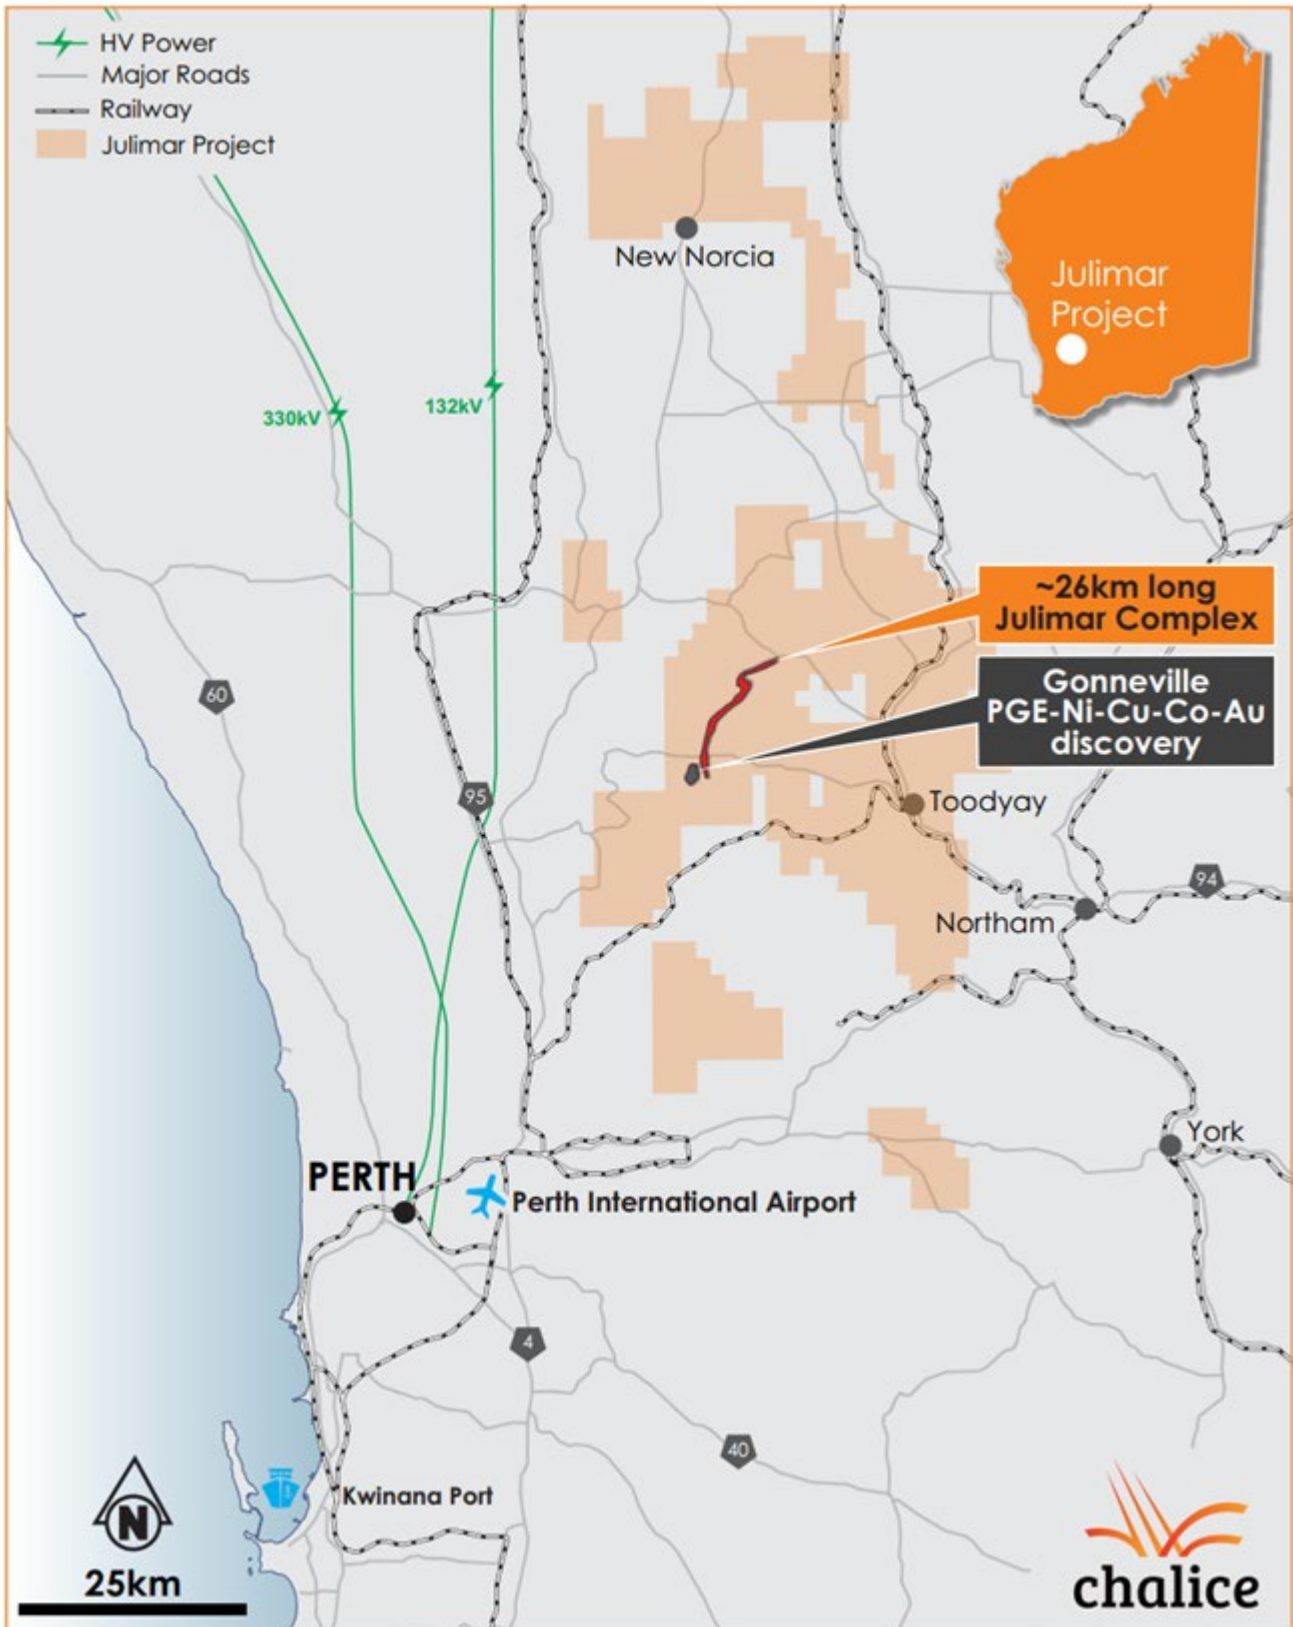 HV Power
Major Roads
Railway
Julimar Project
New Norcia
Julimar
Project
330kV
132kV
~26km long
Julimar Complex
Gonneville
PGE-Ni-Cu-Co-Au
discovery
60
95
Toodyay
94
Northam
York
PERTH
Perth International Airport
4
40
Kwinana Port
N
25km
chalice